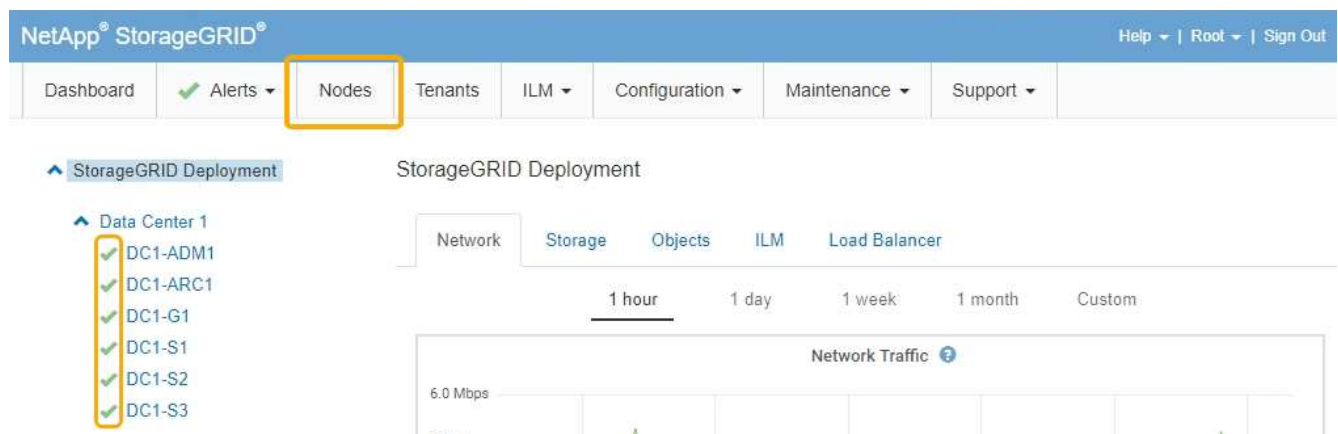 NetApp® StorageGRID®
Help | Root | Sign Out
Dashboard Alerts Nodes Tenants ILM Configuration Maintenance Support
StorageGRID Deployment
Data Center 1
DC1-ADM1
DC1-ARC1
DC1-G1
DC1-S1
DC1-S2
DC1-S3
StorageGRID Deployment
Network Storage Objects ILM Load Balancer
1 hour 1 day 1 week 1 month Custom
Network Traffic ?
6.0 Mbps